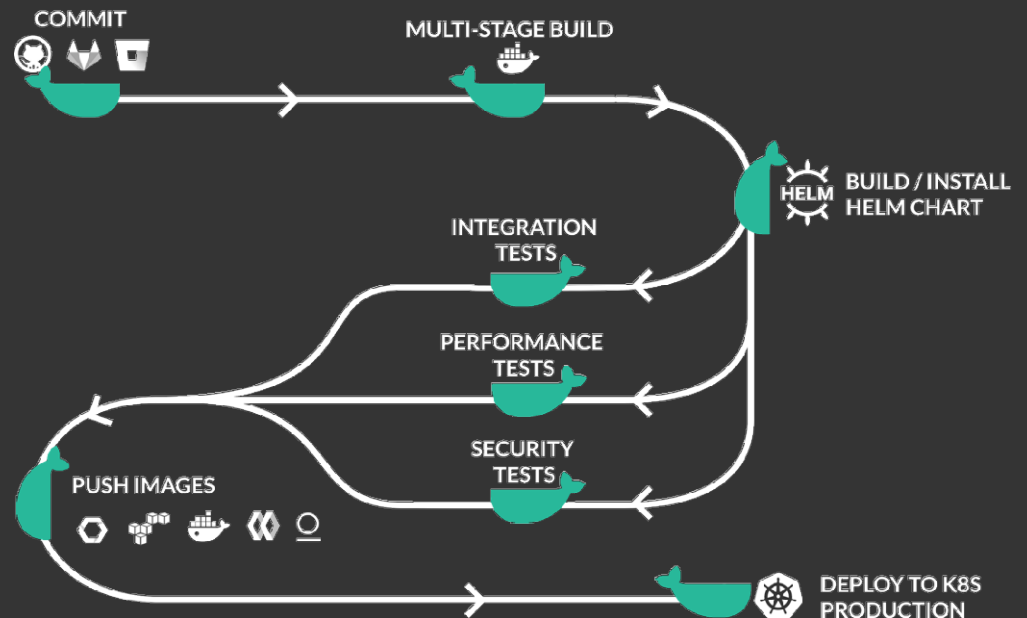 COMMIT
MULTI-STAGE BUILD
HELM
BUILD / INSTALL
HELM CHART
INTEGRATION
TESTS
PERFORMANCE
TESTS
SECURITY
TESTS
PUSH IMAGES
DEPLOY TO K8S
PRODUCTION